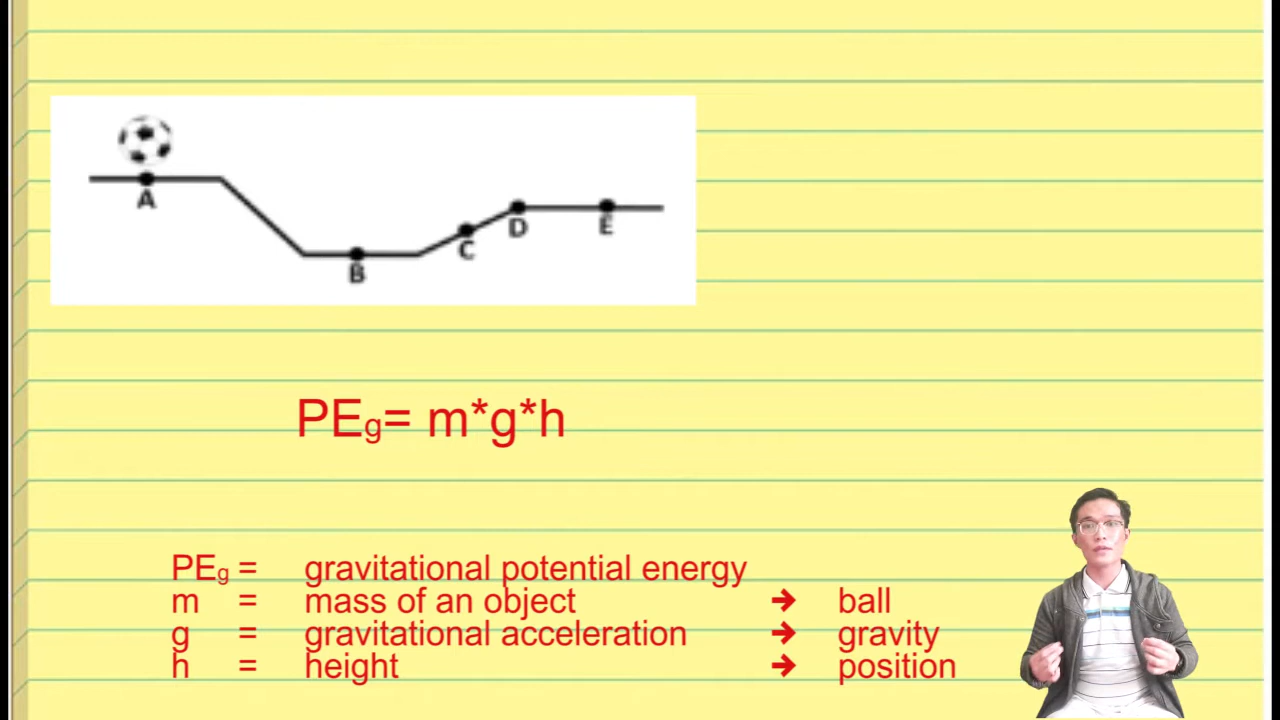 A
B
C
D
E
PEg= m*g*h
PEg = gravitational potential energy
m = mass of an object → ball
g = gravitational acceleration → gravity
h = height → position